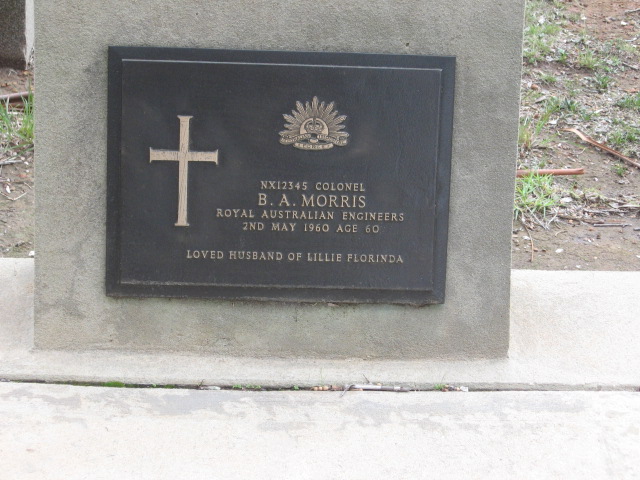 NX12345 COLONEL
B. A. MORRIS
ROYAL AUSTRALIAN ENGINEERS
2ND MAY 1960 AGE 60
LOVED HUSBAND OF LILLIE FLORINDA